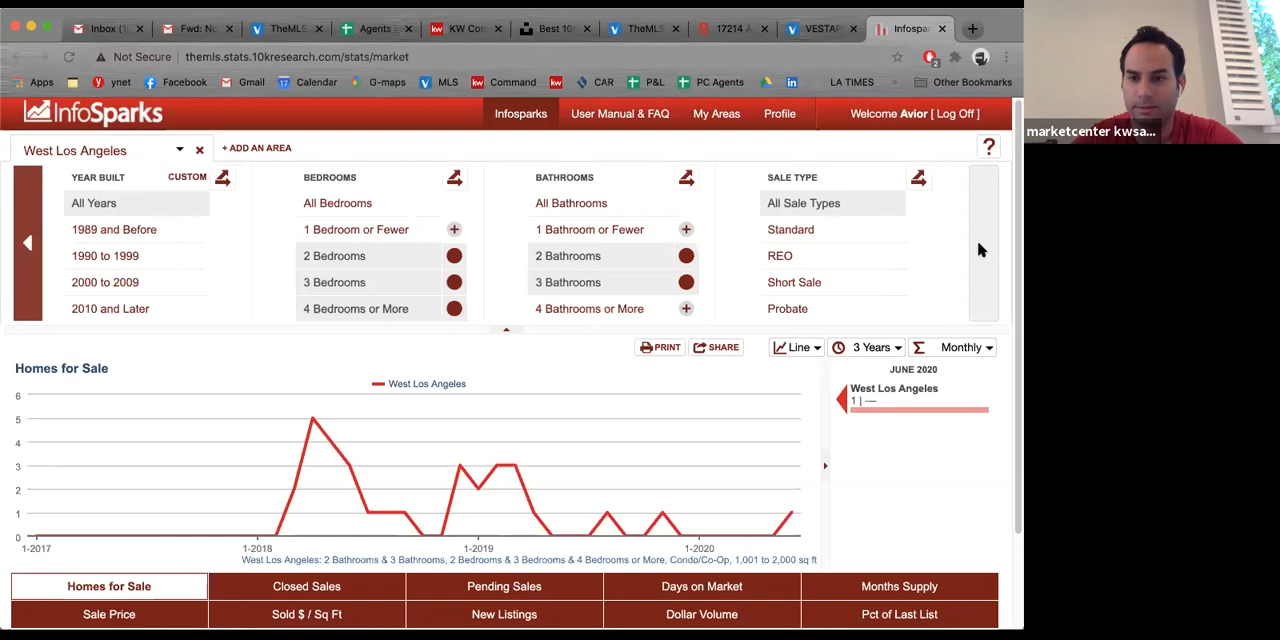 Inbox (1
Fwd: No
TheMLS
Agents
KW Con
Best 10
TheMLS
17214 A
VESTAP
Infospar
Not Secure
themls.stats.10kresearch.com/stats/market
Apps
ynet
Facebook
Gmail
Calendar
G-maps
MLS
Command
CAR
P&L
PC Agents
LA TIMES
Other Bookmarks
marketcenter kwsa...
InfoSparks
Infosparks
User Manual & FAQ
My Areas
Profile
Welcome Avior [ Log Off ]
West Los Angeles
+ ADD AN AREA
?
YEAR BUILT
CUSTOM
All Years
1989 and Before
1990 to 1999
2000 to 2009
2010 and Later
BEDROOMS
All Bedrooms
1 Bedroom or Fewer
2 Bedrooms
3 Bedrooms
4 Bedrooms or More
BATHROOMS
All Bathrooms
1 Bathroom or Fewer
2 Bathrooms
3 Bathrooms
4 Bathrooms or More
SALE TYPE
All Sale Types
Standard
REO
Short Sale
Probate
PRINT
SHARE
Line
3 Years
Monthly
Homes for Sale
West Los Angeles
JUNE 2020
West Los Angeles
1 | —
6
5
4
3
2
1
0
1-2017
1-2018
1-2019
1-2020
West Los Angeles: 2 Bathrooms & 3 Bathrooms, 2 Bedrooms & 3 Bedrooms & 4 Bedrooms or More, Condo/Co-Op, 1,001 to 2,000 sq ft
Homes for Sale
Closed Sales
Pending Sales
Days on Market
Months Supply
Sale Price
Sold $ / Sq Ft
New Listings
Dollar Volume
Pct of Last List